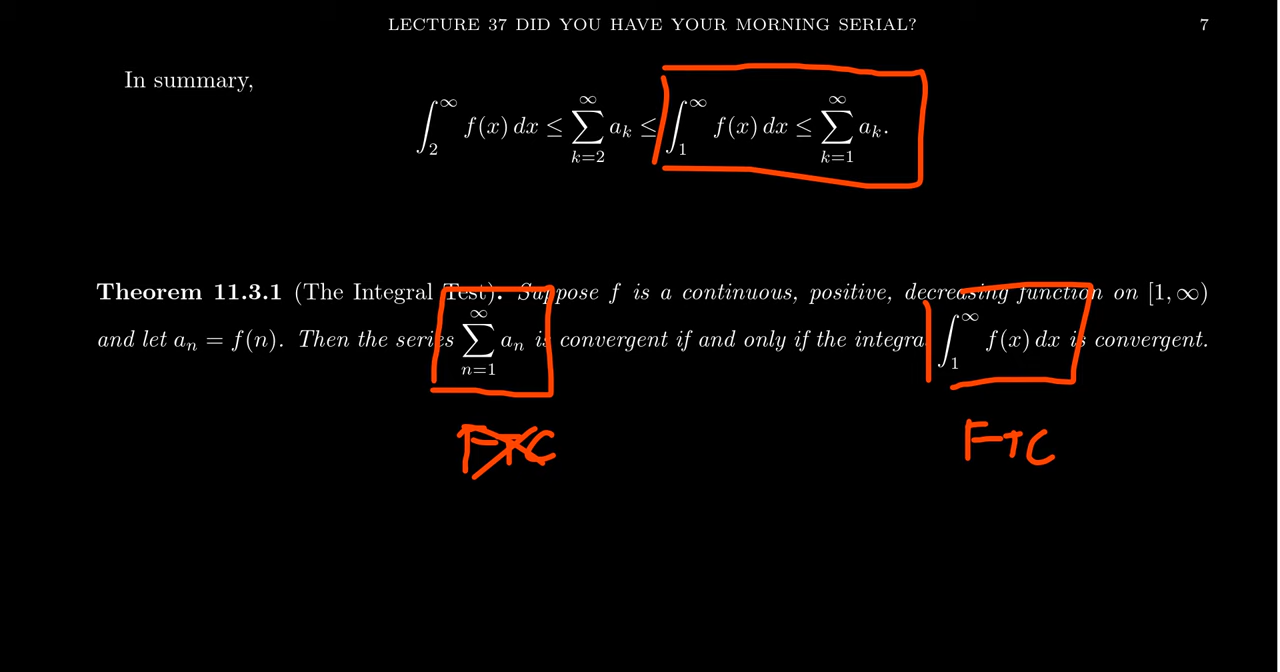 LECTURE 37 DID YOU HAVE YOUR MORNING SERIAL? 7
In summary,
∫_2^∞ f(x) dx ≤ ∑_{k=2}^∞ a_k ≤ ∫_1^∞ f(x) dx ≤ ∑_{k=1}^∞ a_k.
Theorem 11.3.1 (The Integral Test). Suppose f is a continuous, positive, decreasing function on [1, ∞)
and let a_n = f(n). Then the series ∑_{n=1}^∞ a_n is convergent if and only if the integral ∫_1^∞ f(x) dx is convergent.
FTC FTC